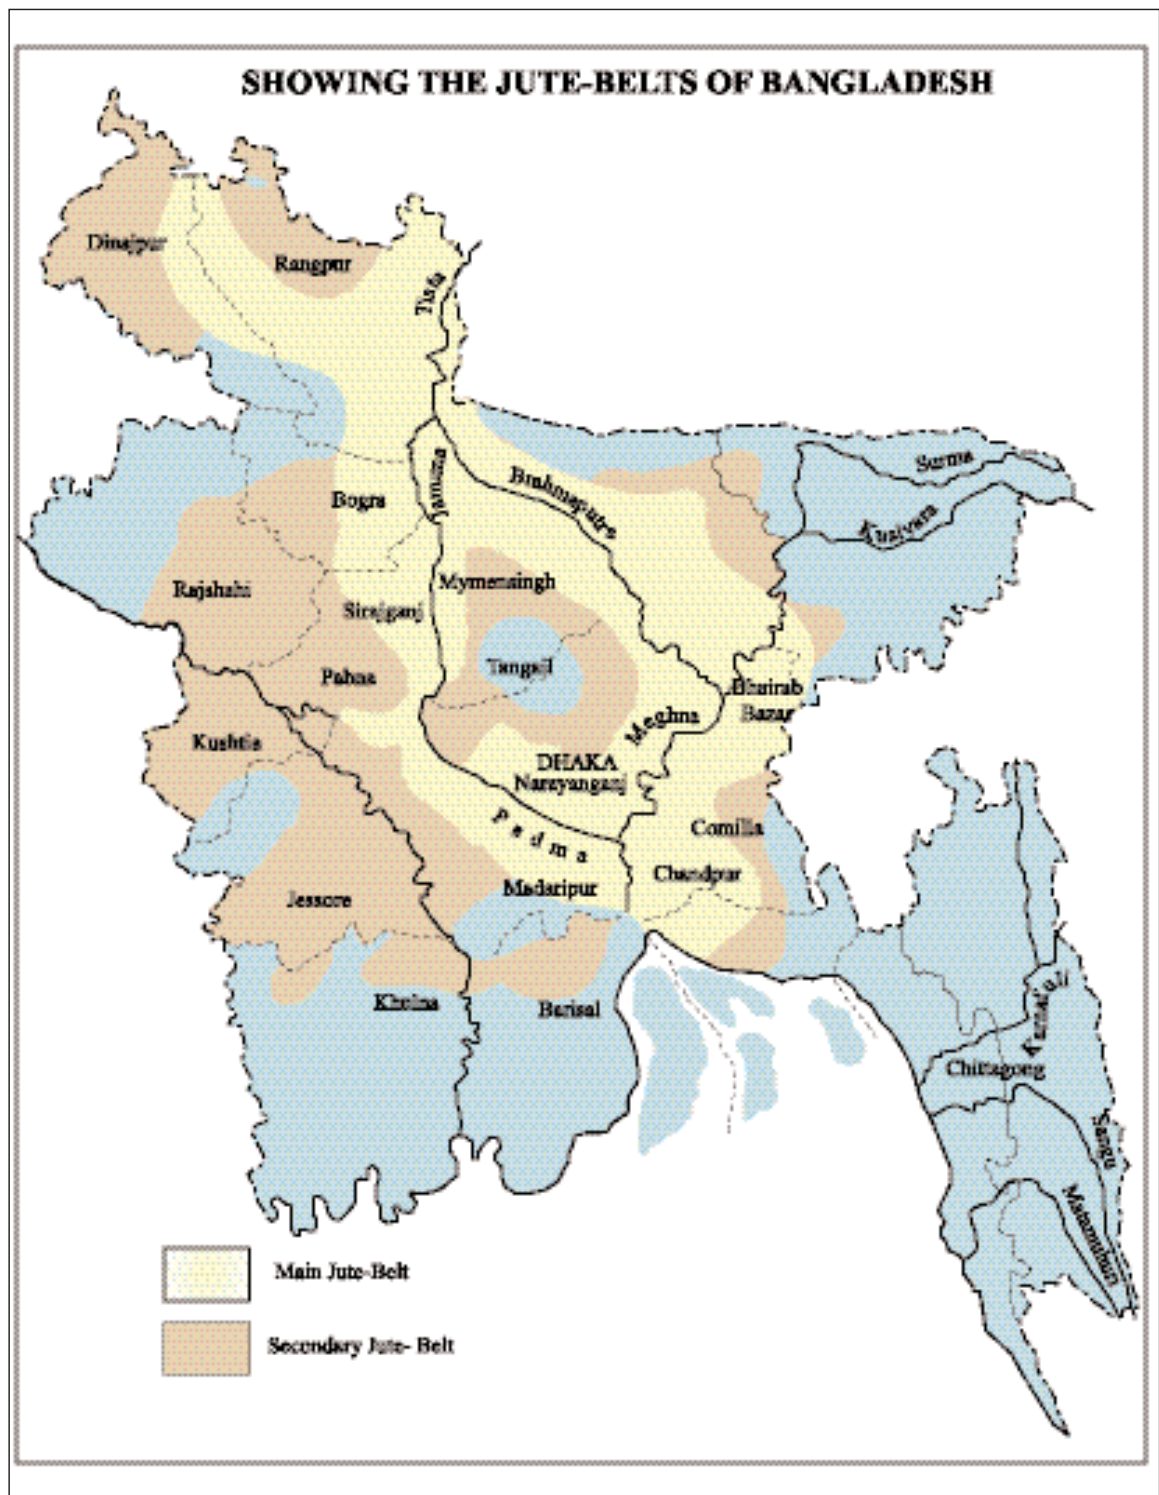 SHOWING THE JUTE-BELTS OF BANGLADESH
Dinajpur
Rangpur
Tista
Surma
Bogra
Jamuna
Brahmaputra
Kusiyara
Rajshahi
Mymensingh
Sirajganj
Tangail
Pabna
Bhairab
Bazar
Meghna
Kushtia
DHAKA
Narayanganj
Padma
Comilla
Chandpur
Madaripur
Jessore
Khulna
Barisal
Karnafuli
Chittagong
Sangu
Matamuhuri
Main Jute-Belt
Secondary Jute- Belt